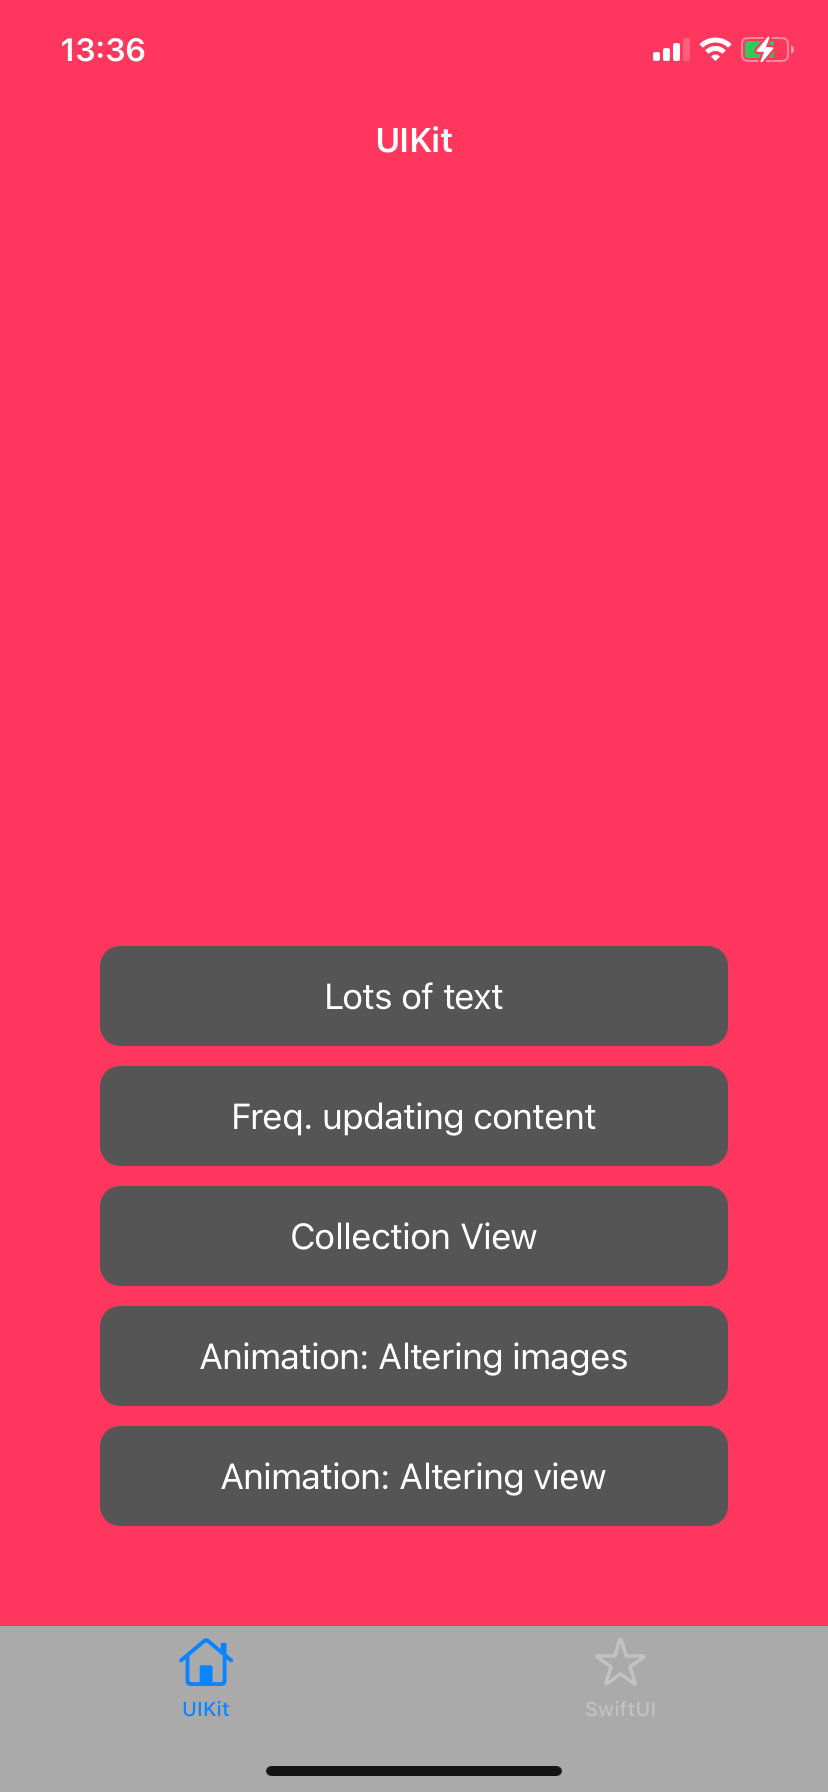 13:36
UIKit
Lots of text
Freq. updating content
Collection View
Animation: Altering images
Animation: Altering view
UIKit
SwiftUI